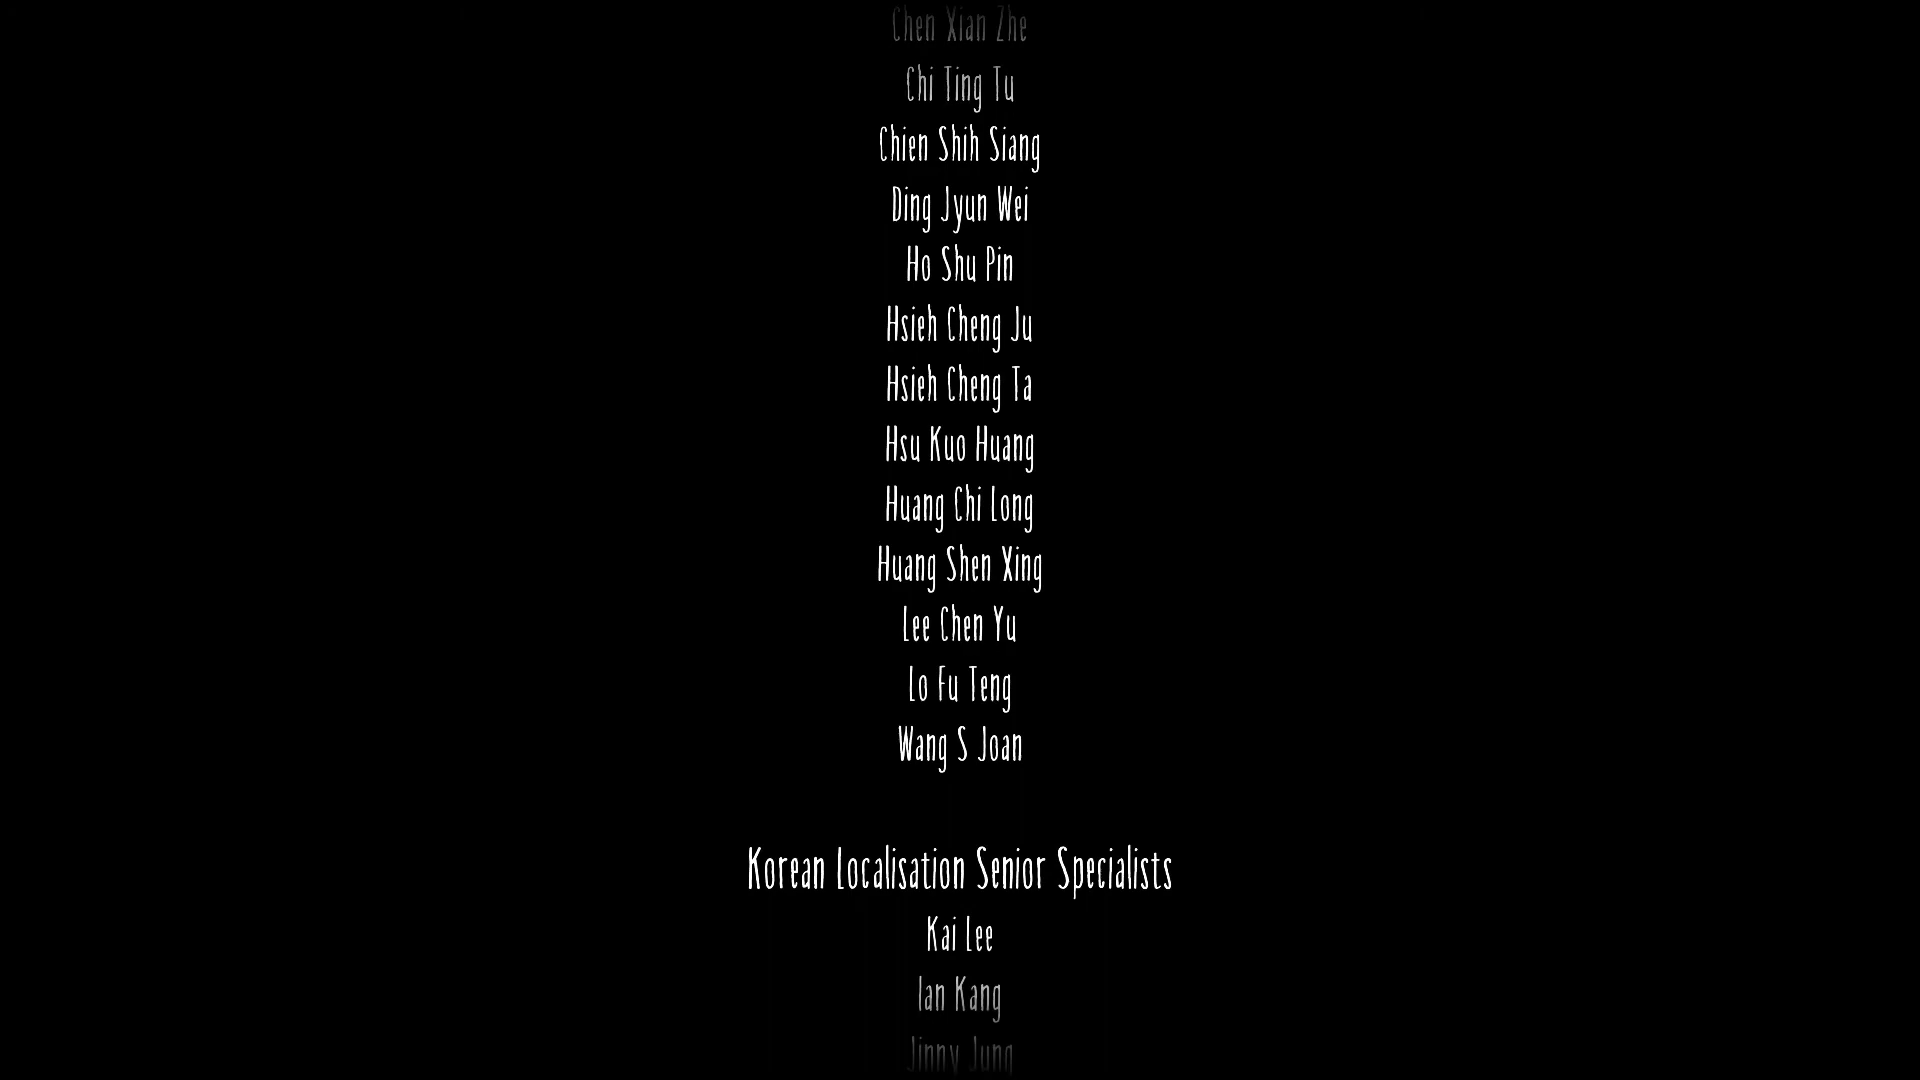 Chen Xian Zhe
Chi Ting Tu
Chien Shih Siang
Ding Jyun Wei
Ho Shu Pin
Hsieh Cheng Ju
Hsieh Cheng Ta
Hsu Kuo Huang
Huang Chi Long
Huang Shen Xing
Lee Chen Yu
Lo Fu Teng
Wang S Joan
Korean Localisation Senior Specialists
Kai Lee
Ian Kang
Jinny Jung